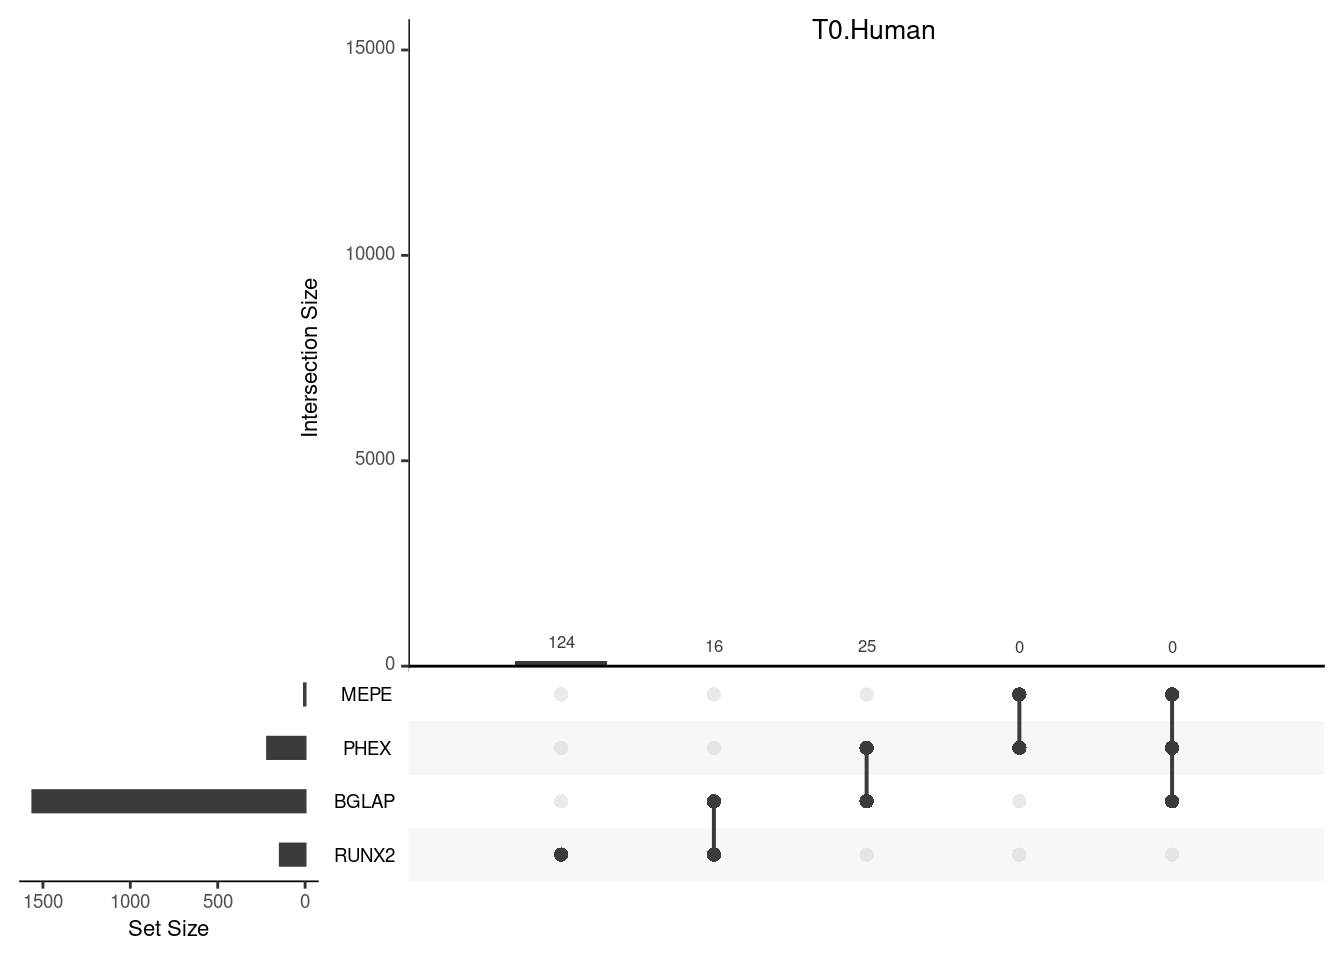 T0.Human
15000
10000
5000
0
Intersection Size
124
16
25
0
0
MEPE
PHEX
BGLAP
RUNX2
1500
1000
500
0
Set Size